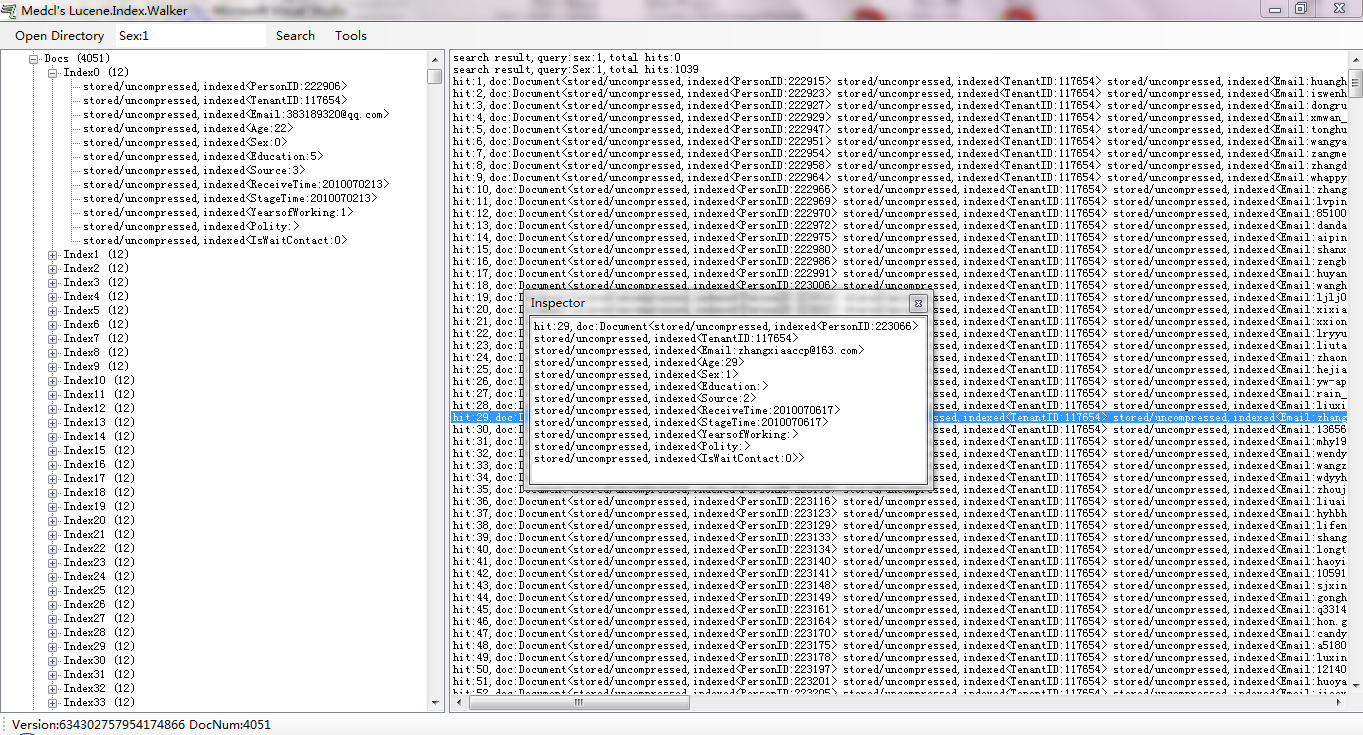 Medcl's Lucene.Index.Walker
Open Directory Sex:1 Search Tools
Docs (4051)
Index0 (12)
stored/uncompressed,indexed<PersonID:222906>
stored/uncompressed,indexed<TenantID:117654>
stored/uncompressed,indexed<Email:383189320@qq.com>
stored/uncompressed,indexed<Age:22>
stored/uncompressed,indexed<Sex:0>
stored/uncompressed,indexed<Education:5>
stored/uncompressed,indexed<Source:3>
stored/uncompressed,indexed<ReceiveTime:2010070213>
stored/uncompressed,indexed<StageTime:2010070213>
stored/uncompressed,indexed<YearsofWorking:1>
stored/uncompressed,indexed<Polity:>
stored/uncompressed,indexed<IsWaitContact:0>
Index1 (12)
Index2 (12)
Index3 (12)
Index4 (12)
Index5 (12)
Index6 (12)
Index7 (12)
Index8 (12)
Index9 (12)
Index10 (12)
Index11 (12)
Index12 (12)
Index13 (12)
Index14 (12)
Index15 (12)
Index16 (12)
Index17 (12)
Index18 (12)
Index19 (12)
Index20 (12)
Index21 (12)
Index22 (12)
Index23 (12)
Index24 (12)
Index25 (12)
Index26 (12)
Index27 (12)
Index28 (12)
Index29 (12)
Index30 (12)
Index31 (12)
Index32 (12)
Index33 (12)
search result,query:sex:1,total hits:0
search result,query:Sex:1,total hits:1039
hit:1,doc:Document<stored/uncompressed,indexed<PersonID:222915> stored/uncompressed,indexed<TenantID:117654> stored/uncompressed,indexed<Email:huangh
hit:2,doc:Document<stored/uncompressed,indexed<PersonID:222923> stored/uncompressed,indexed<TenantID:117654> stored/uncompressed,indexed<Email:iswenh
hit:3,doc:Document<stored/uncompressed,indexed<PersonID:222927> stored/uncompressed,indexed<TenantID:117654> stored/uncompressed,indexed<Email:dongru
hit:4,doc:Document<stored/uncompressed,indexed<PersonID:222929> stored/uncompressed,indexed<TenantID:117654> stored/uncompressed,indexed<Email:xmwan_
hit:5,doc:Document<stored/uncompressed,indexed<PersonID:222947> stored/uncompressed,indexed<TenantID:117654> stored/uncompressed,indexed<Email:tonghu
hit:6,doc:Document<stored/uncompressed,indexed<PersonID:222951> stored/uncompressed,indexed<TenantID:117654> stored/uncompressed,indexed<Email:wangya
hit:7,doc:Document<stored/uncompressed,indexed<PersonID:222954> stored/uncompressed,indexed<TenantID:117654> stored/uncompressed,indexed<Email:zangme
hit:8,doc:Document<stored/uncompressed,indexed<PersonID:222958> stored/uncompressed,indexed<TenantID:117654> stored/uncompressed,indexed<Email:zhangd
hit:9,doc:Document<stored/uncompressed,indexed<PersonID:222964> stored/uncompressed,indexed<TenantID:117654> stored/uncompressed,indexed<Email:whappy
hit:10,doc:Document<stored/uncompressed,indexed<PersonID:222966> stored/uncompressed,indexed<TenantID:117654> stored/uncompressed,indexed<Email:zhang
hit:11,doc:Document<stored/uncompressed,indexed<PersonID:222969> stored/uncompressed,indexed<TenantID:117654> stored/uncompressed,indexed<Email:lvpin
hit:12,doc:Document<stored/uncompressed,indexed<PersonID:222970> stored/uncompressed,indexed<TenantID:117654> stored/uncompressed,indexed<Email:85100
hit:13,doc:Document<stored/uncompressed,indexed<PersonID:222972> stored/uncompressed,indexed<TenantID:117654> stored/uncompressed,indexed<Email:danda
hit:14,doc:Document<stored/uncompressed,indexed<PersonID:222975> stored/uncompressed,indexed<TenantID:117654> stored/uncompressed,indexed<Email:aipin
hit:15,doc:Document<stored/uncompressed,indexed<PersonID:222980> stored/uncompressed,indexed<TenantID:117654> stored/uncompressed,indexed<Email:shanx
hit:16,doc:Document<stored/uncompressed,indexed<PersonID:222986> stored/uncompressed,indexed<TenantID:117654> stored/uncompressed,indexed<Email:zengb
hit:17,doc:Document<stored/uncompressed,indexed<PersonID:222991> stored/uncompressed,indexed<TenantID:117654> stored/uncompressed,indexed<Email:huyan
hit:18,doc:Document<stored/uncompressed,indexed<PersonID:223006> stored/uncompressed,indexed<TenantID:117654> stored/uncompressed,indexed<Email:wangh
hit:19,doc: indexed<TenantID:117654> stored/uncompressed,indexed<Email:ljlj0
hit:20,doc: indexed<TenantID:117654> stored/uncompressed,indexed<Email:xixia
hit:21,doc: indexed<TenantID:117654> stored/uncompressed,indexed<Email:xxion
hit:22,doc: indexed<TenantID:117654> stored/uncompressed,indexed<Email:lryyu
hit:23,doc: indexed<TenantID:117654> stored/uncompressed,indexed<Email:liuta
hit:24,doc: indexed<TenantID:117654> stored/uncompressed,indexed<Email:zhaon
hit:25,doc: indexed<TenantID:117654> stored/uncompressed,indexed<Email:hejia
hit:26,doc: indexed<TenantID:117654> stored/uncompressed,indexed<Email:yw-ap
hit:27,doc: indexed<TenantID:117654> stored/uncompressed,indexed<Email:rain_
hit:28,doc: indexed<TenantID:117654> stored/uncompressed,indexed<Email:liuxi
hit:29,doc: indexed<TenantID:117654> stored/uncompressed,indexed<Email:zhang
hit:30,doc: indexed<TenantID:117654> stored/uncompressed,indexed<Email:13656
hit:31,doc: indexed<TenantID:117654> stored/uncompressed,indexed<Email:mhy19
hit:32,doc: indexed<TenantID:117654> stored/uncompressed,indexed<Email:wendy
hit:33,doc: indexed<TenantID:117654> stored/uncompressed,indexed<Email:wangz
hit:34,doc: indexed<TenantID:117654> stored/uncompressed,indexed<Email:wdyyh
hit:35,doc: indexed<TenantID:117654> stored/uncompressed,indexed<Email:zhouj
hit:36,doc:Document<stored/uncompressed,indexed<PersonID:223116> stored/uncompressed,indexed<TenantID:117654> stored/uncompressed,indexed<Email:liuai
hit:37,doc:Document<stored/uncompressed,indexed<PersonID:223123> stored/uncompressed,indexed<TenantID:117654> stored/uncompressed,indexed<Email:hyhbh
hit:38,doc:Document<stored/uncompressed,indexed<PersonID:223129> stored/uncompressed,indexed<TenantID:117654> stored/uncompressed,indexed<Email:lifen
hit:39,doc:Document<stored/uncompressed,indexed<PersonID:223133> stored/uncompressed,indexed<TenantID:117654> stored/uncompressed,indexed<Email:shang
hit:40,doc:Document<stored/uncompressed,indexed<PersonID:223134> stored/uncompressed,indexed<TenantID:117654> stored/uncompressed,indexed<Email:longt
hit:41,doc:Document<stored/uncompressed,indexed<PersonID:223140> stored/uncompressed,indexed<TenantID:117654> stored/uncompressed,indexed<Email:haoyi
hit:42,doc:Document<stored/uncompressed,indexed<PersonID:223141> stored/uncompressed,indexed<TenantID:117654> stored/uncompressed,indexed<Email:10591
hit:43,doc:Document<stored/uncompressed,indexed<PersonID:223148> stored/uncompressed,indexed<TenantID:117654> stored/uncompressed,indexed<Email:sjxin
hit:44,doc:Document<stored/uncompressed,indexed<PersonID:223149> stored/uncompressed,indexed<TenantID:117654> stored/uncompressed,indexed<Email:gongh
hit:45,doc:Document<stored/uncompressed,indexed<PersonID:223161> stored/uncompressed,indexed<TenantID:117654> stored/uncompressed,indexed<Email:q3314
hit:46,doc:Document<stored/uncompressed,indexed<PersonID:223164> stored/uncompressed,indexed<TenantID:117654> stored/uncompressed,indexed<Email:hon.g
hit:47,doc:Document<stored/uncompressed,indexed<PersonID:223170> stored/uncompressed,indexed<TenantID:117654> stored/uncompressed,indexed<Email:candy
hit:48,doc:Document<stored/uncompressed,indexed<PersonID:223175> stored/uncompressed,indexed<TenantID:117654> stored/uncompressed,indexed<Email:a5180
hit:49,doc:Document<stored/uncompressed,indexed<PersonID:223178> stored/uncompressed,indexed<TenantID:117654> stored/uncompressed,indexed<Email:luxin
hit:50,doc:Document<stored/uncompressed,indexed<PersonID:223197> stored/uncompressed,indexed<TenantID:117654> stored/uncompressed,indexed<Email:12140
hit:51,doc:Document<stored/uncompressed,indexed<PersonID:223201> stored/uncompressed,indexed<TenantID:117654> stored/uncompressed,indexed<Email:huoya
Inspector
hit:29,doc:Document<stored/uncompressed,indexed<PersonID:223066>
stored/uncompressed,indexed<TenantID:117654>
stored/uncompressed,indexed<Email:zhangxiaaccp@163.com>
stored/uncompressed,indexed<Age:29>
stored/uncompressed,indexed<Sex:1>
stored/uncompressed,indexed<Education:>
stored/uncompressed,indexed<Source:2>
stored/uncompressed,indexed<ReceiveTime:2010070617>
stored/uncompressed,indexed<StageTime:2010070617>
stored/uncompressed,indexed<YearsofWorking:>
stored/uncompressed,indexed<Polity:>
stored/uncompressed,indexed<IsWaitContact:0>>
Version:634302757954174866 DocNum:4051